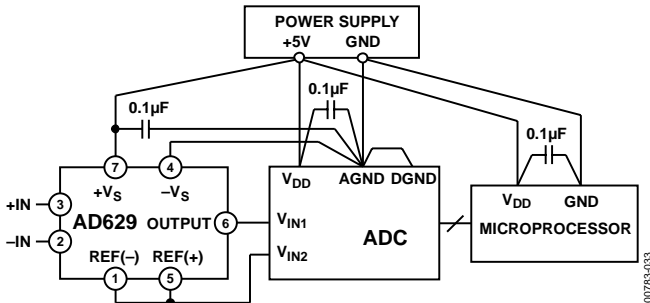 POWER SUPPLY
+5V GND
0.1µF
0.1µF
0.1µF
7 4
+VS –VS
VDD AGND DGND
VDD GND
+IN 3
AD629 OUTPUT 6
VIN1
ADC
MICROPROCESSOR
–IN 2
REF(–) REF(+)
VIN2
1 5
00783-033